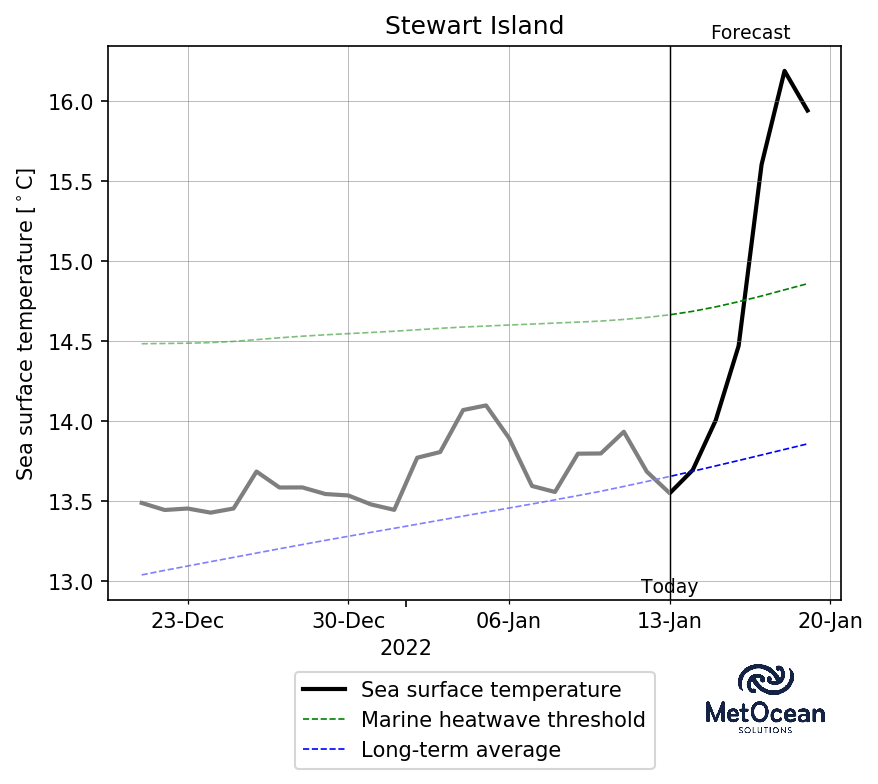 Stewart Island
Forecast
Sea surface temperature [°C]
16.0
15.5
15.0
14.5
14.0
13.5
13.0
Today
23-Dec
30-Dec
06-Jan
13-Jan
20-Jan
2022
Sea surface temperature
Marine heatwave threshold
Long-term average
MetOcean
SOLUTIONS